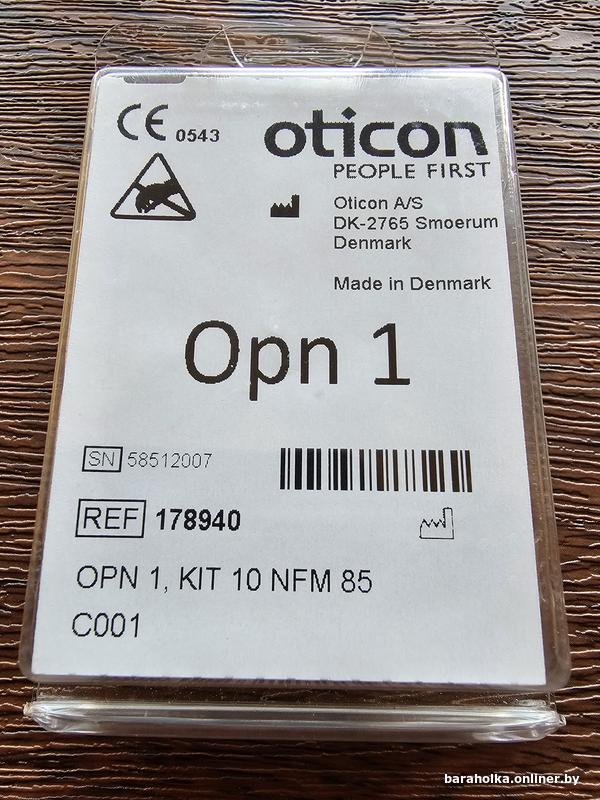 CE 0543
oticon
PEOPLE FIRST
Oticon A/S
DK-2765 Smoerum
Denmark
Made in Denmark
Opn 1
SN 58512007
REF 178940
OPN 1, KIT 10 NFM 85
C001
baraholka.onliner.by